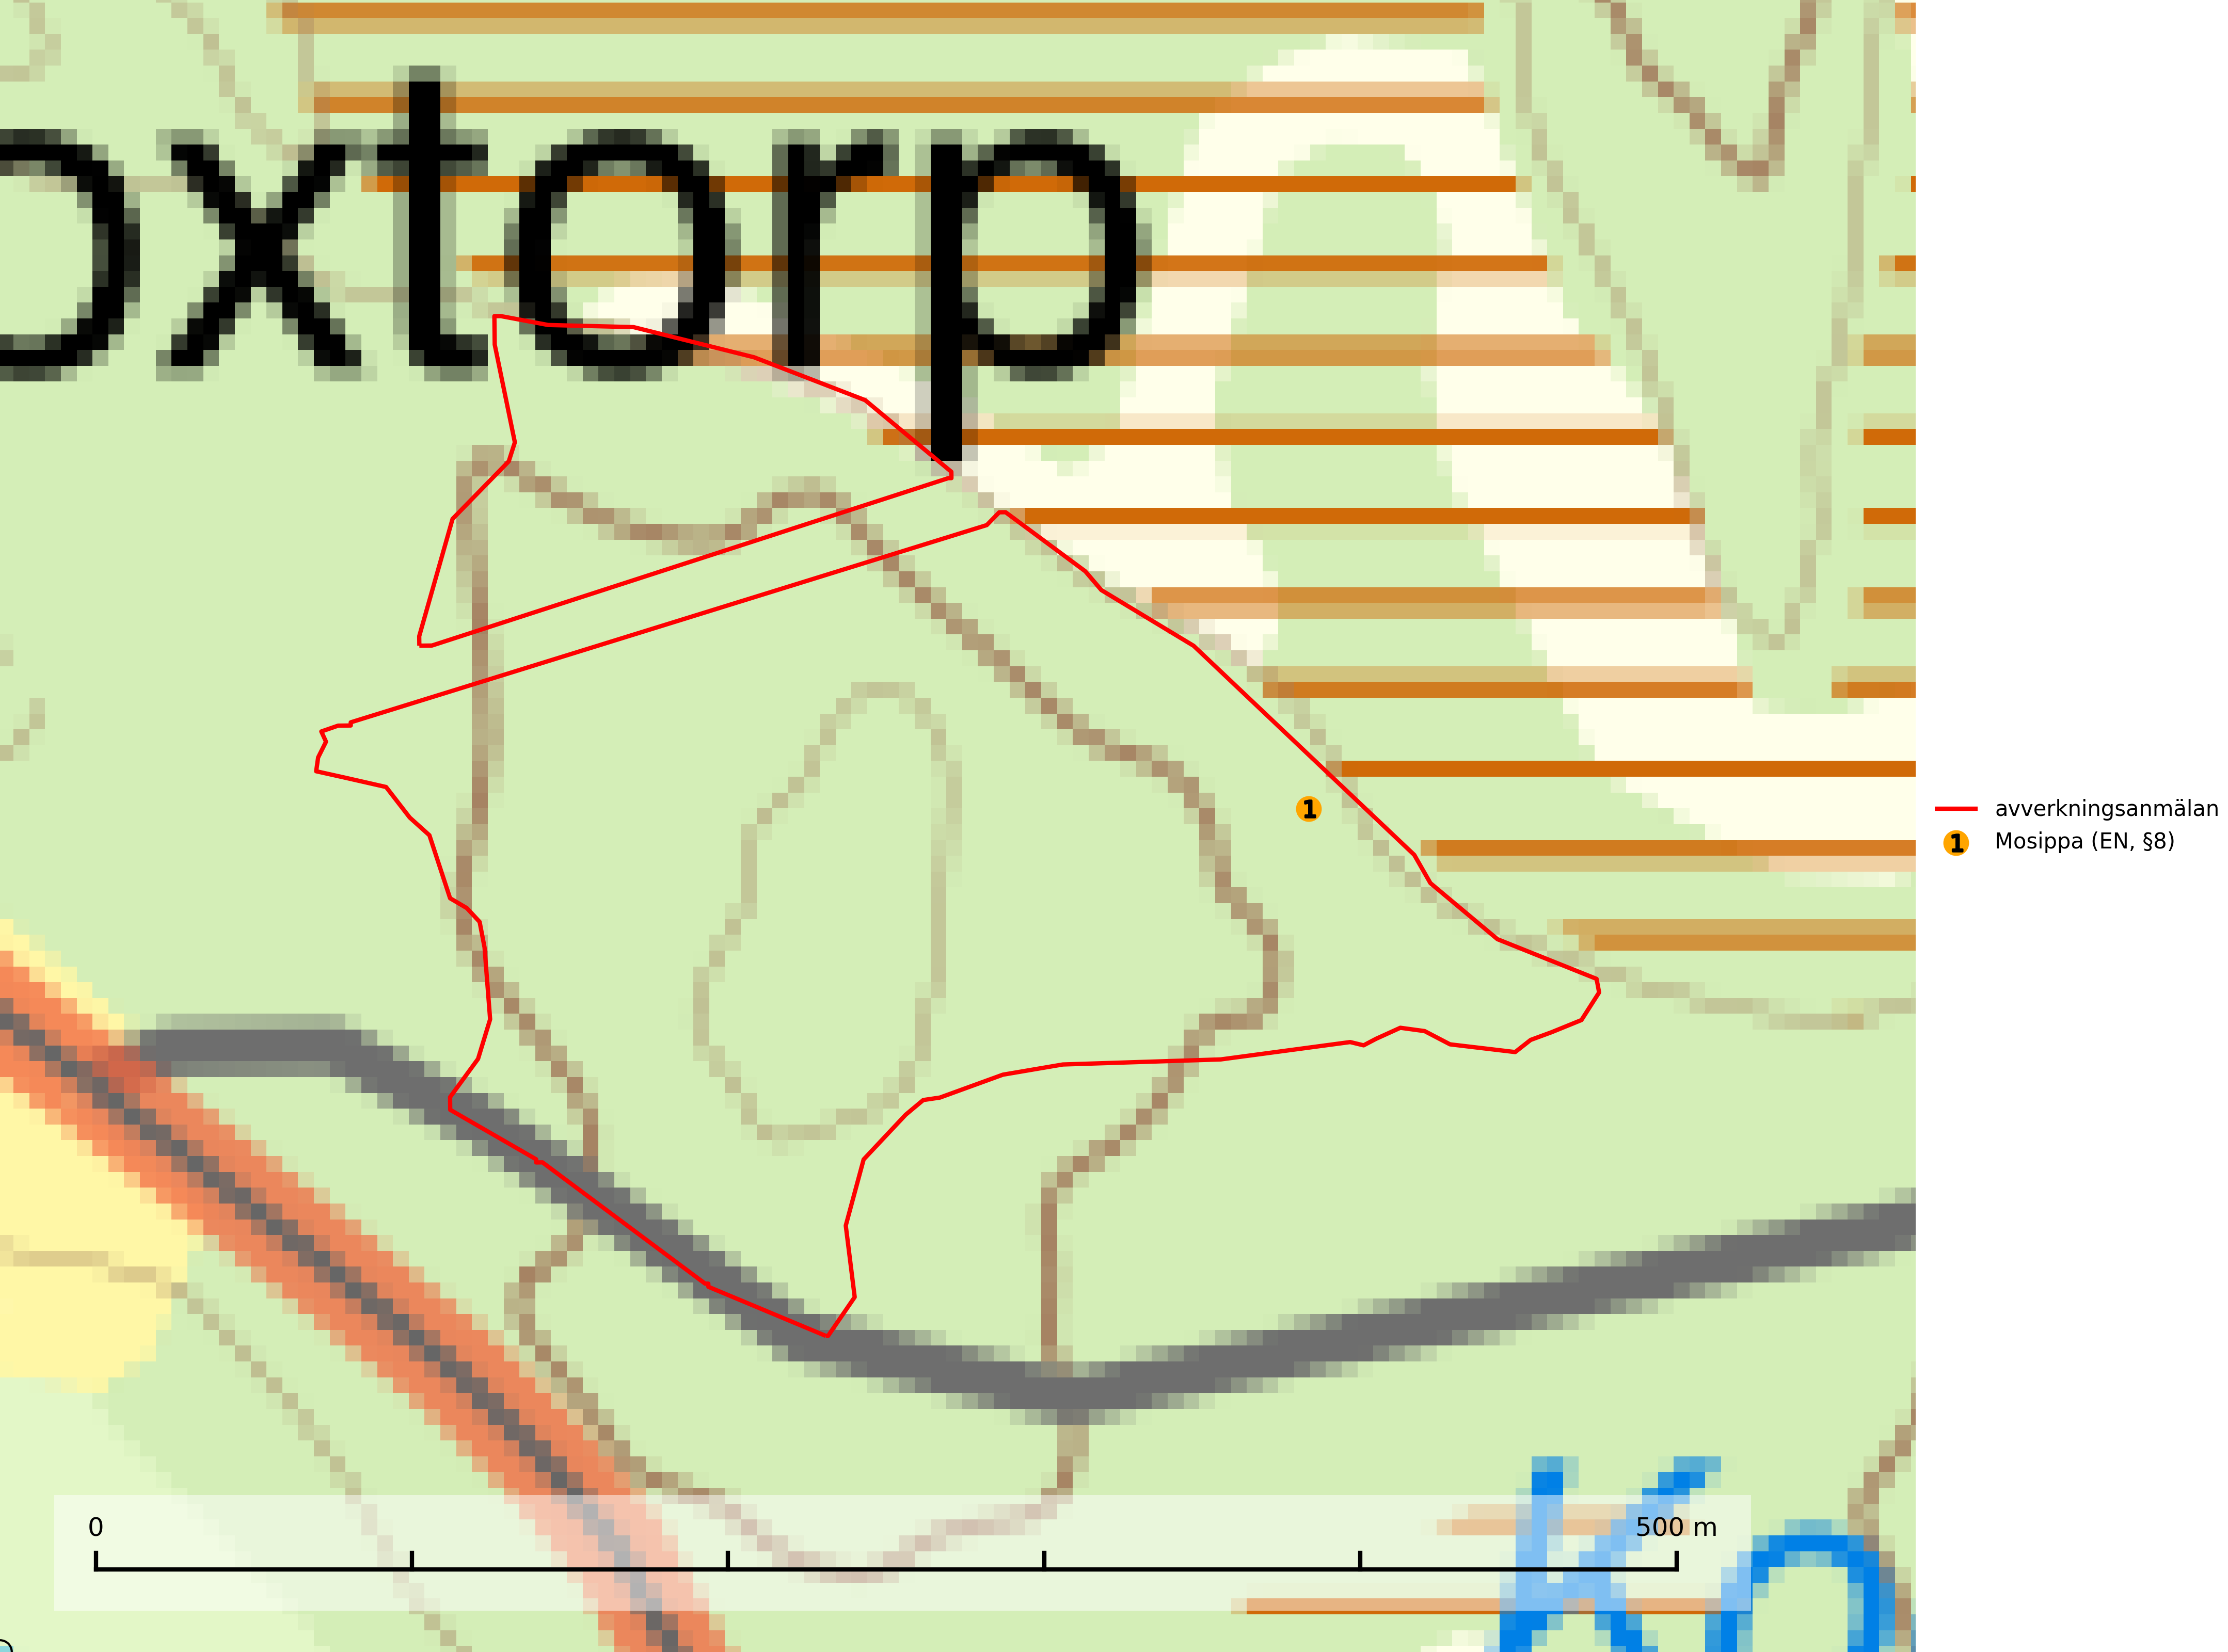 oxtorp
1
avverkningsanmälan
1 Mosippa (EN, §8)
0 500 m